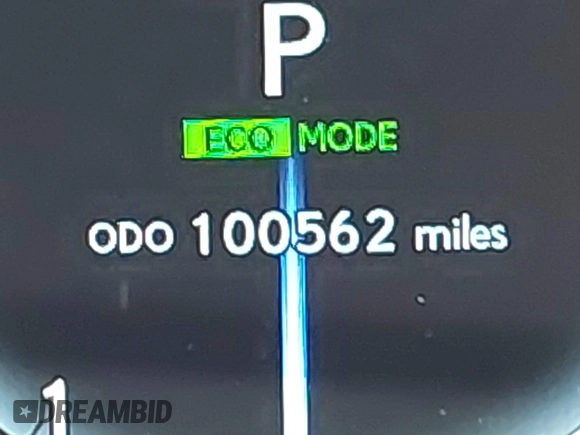 P
ECO MODE
ODO 100562 miles
1
DREAMBID